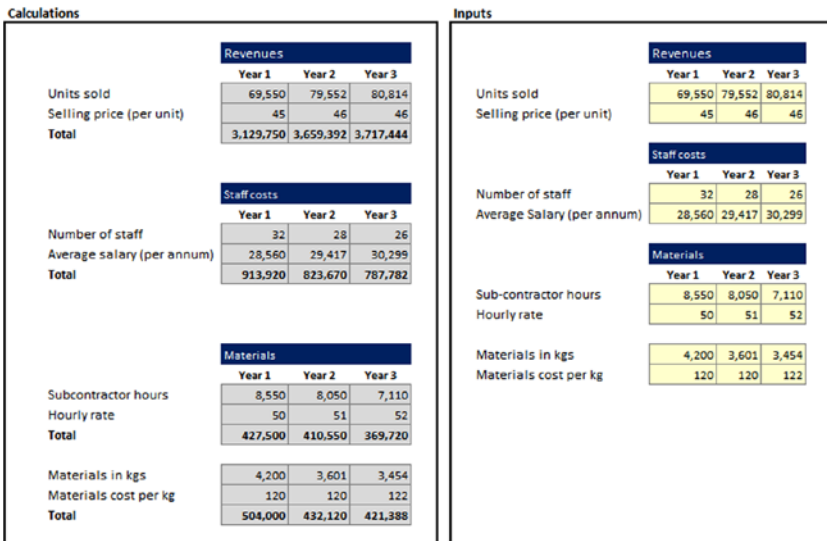 Calculations
Revenues
Year 1 Year 2 Year 3
Units sold 69,550 79,552 80,814
Selling price (per unit) 45 46 46
Total 3,129,750 3,659,392 3,717,444
Staff costs
Year 1 Year 2 Year 3
Number of staff 32 28 26
Average salary (per annum) 28,560 29,417 30,299
Total 913,920 823,670 787,782
Materials
Year 1 Year 2 Year 3
Subcontractor hours 8,550 8,050 7,110
Hourly rate 50 51 52
Total 427,500 410,550 369,720
Materials in kgs 4,200 3,601 3,454
Materials cost per kg 120 120 122
Total 504,000 432,120 421,388
Inputs
Revenues
Year 1 Year 2 Year 3
Units sold 69,550 79,552 80,814
Selling price (per unit) 45 46 46
Staff costs
Year 1 Year 2 Year 3
Number of staff 32 28 26
Average Salary (per annum) 28,560 29,417 30,299
Materials
Year 1 Year 2 Year 3
Sub-contractor hours 8,550 8,050 7,110
Hourly rate 50 51 52
Materials in kgs 4,200 3,601 3,454
Materials cost per kg 120 120 122